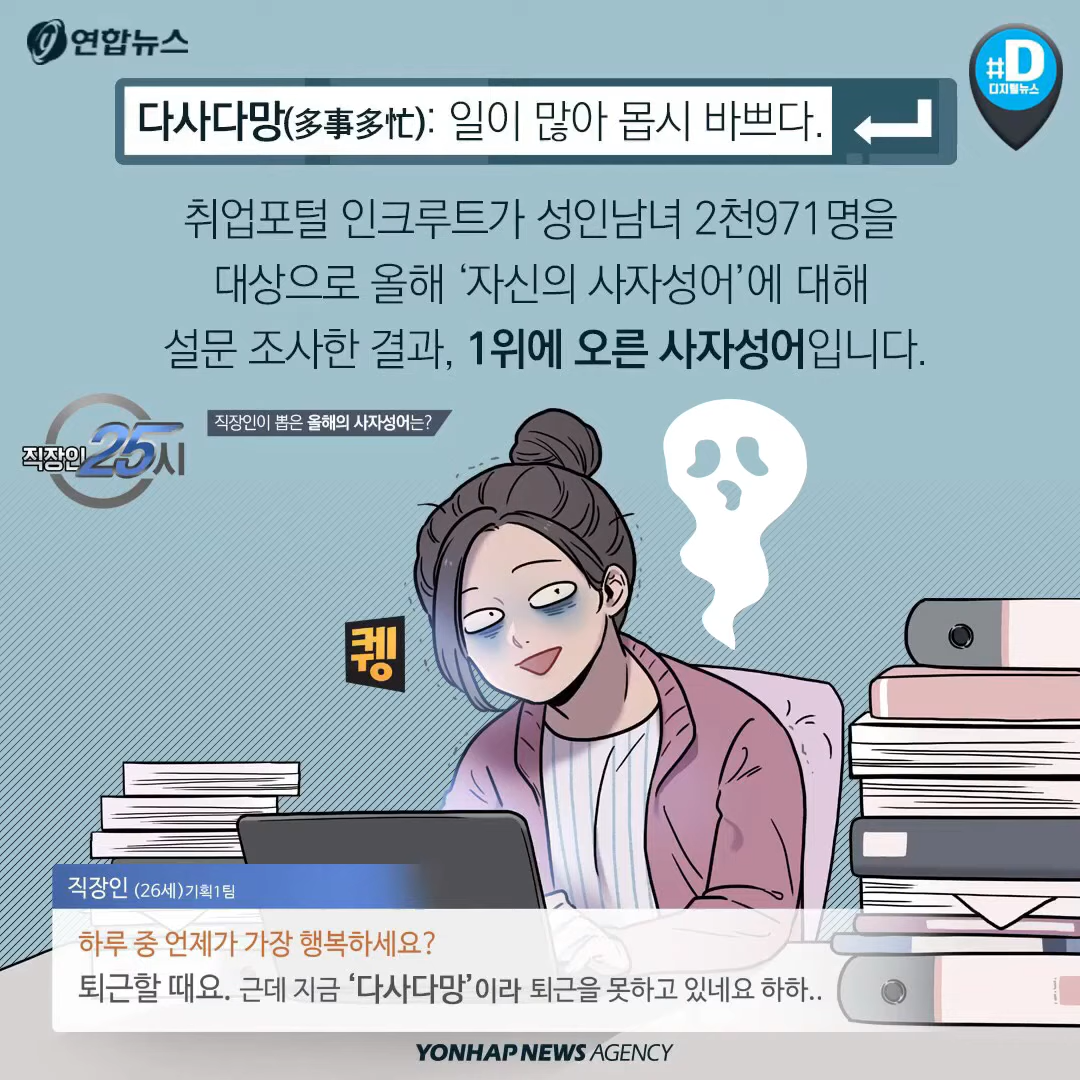 연합뉴스
#D
디지털뉴스
다사다망(多事多忙): 일이 많아 몹시 바쁘다.
취업포털 인크루트가 성인남녀 2천971명을
대상으로 올해 ‘자신의 사자성어’에 대해
설문 조사한 결과, 1위에 오른 사자성어입니다.
직장인 25시
직장인이 뽑은 올해의 사자성어는?
퀭
직장인 (26세)기획1팀
하루 중 언제가 가장 행복하세요?
퇴근할 때요. 근데 지금 ‘다사다망’이라 퇴근을 못하고 있네요 하하..
YONHAP NEWS AGENCY